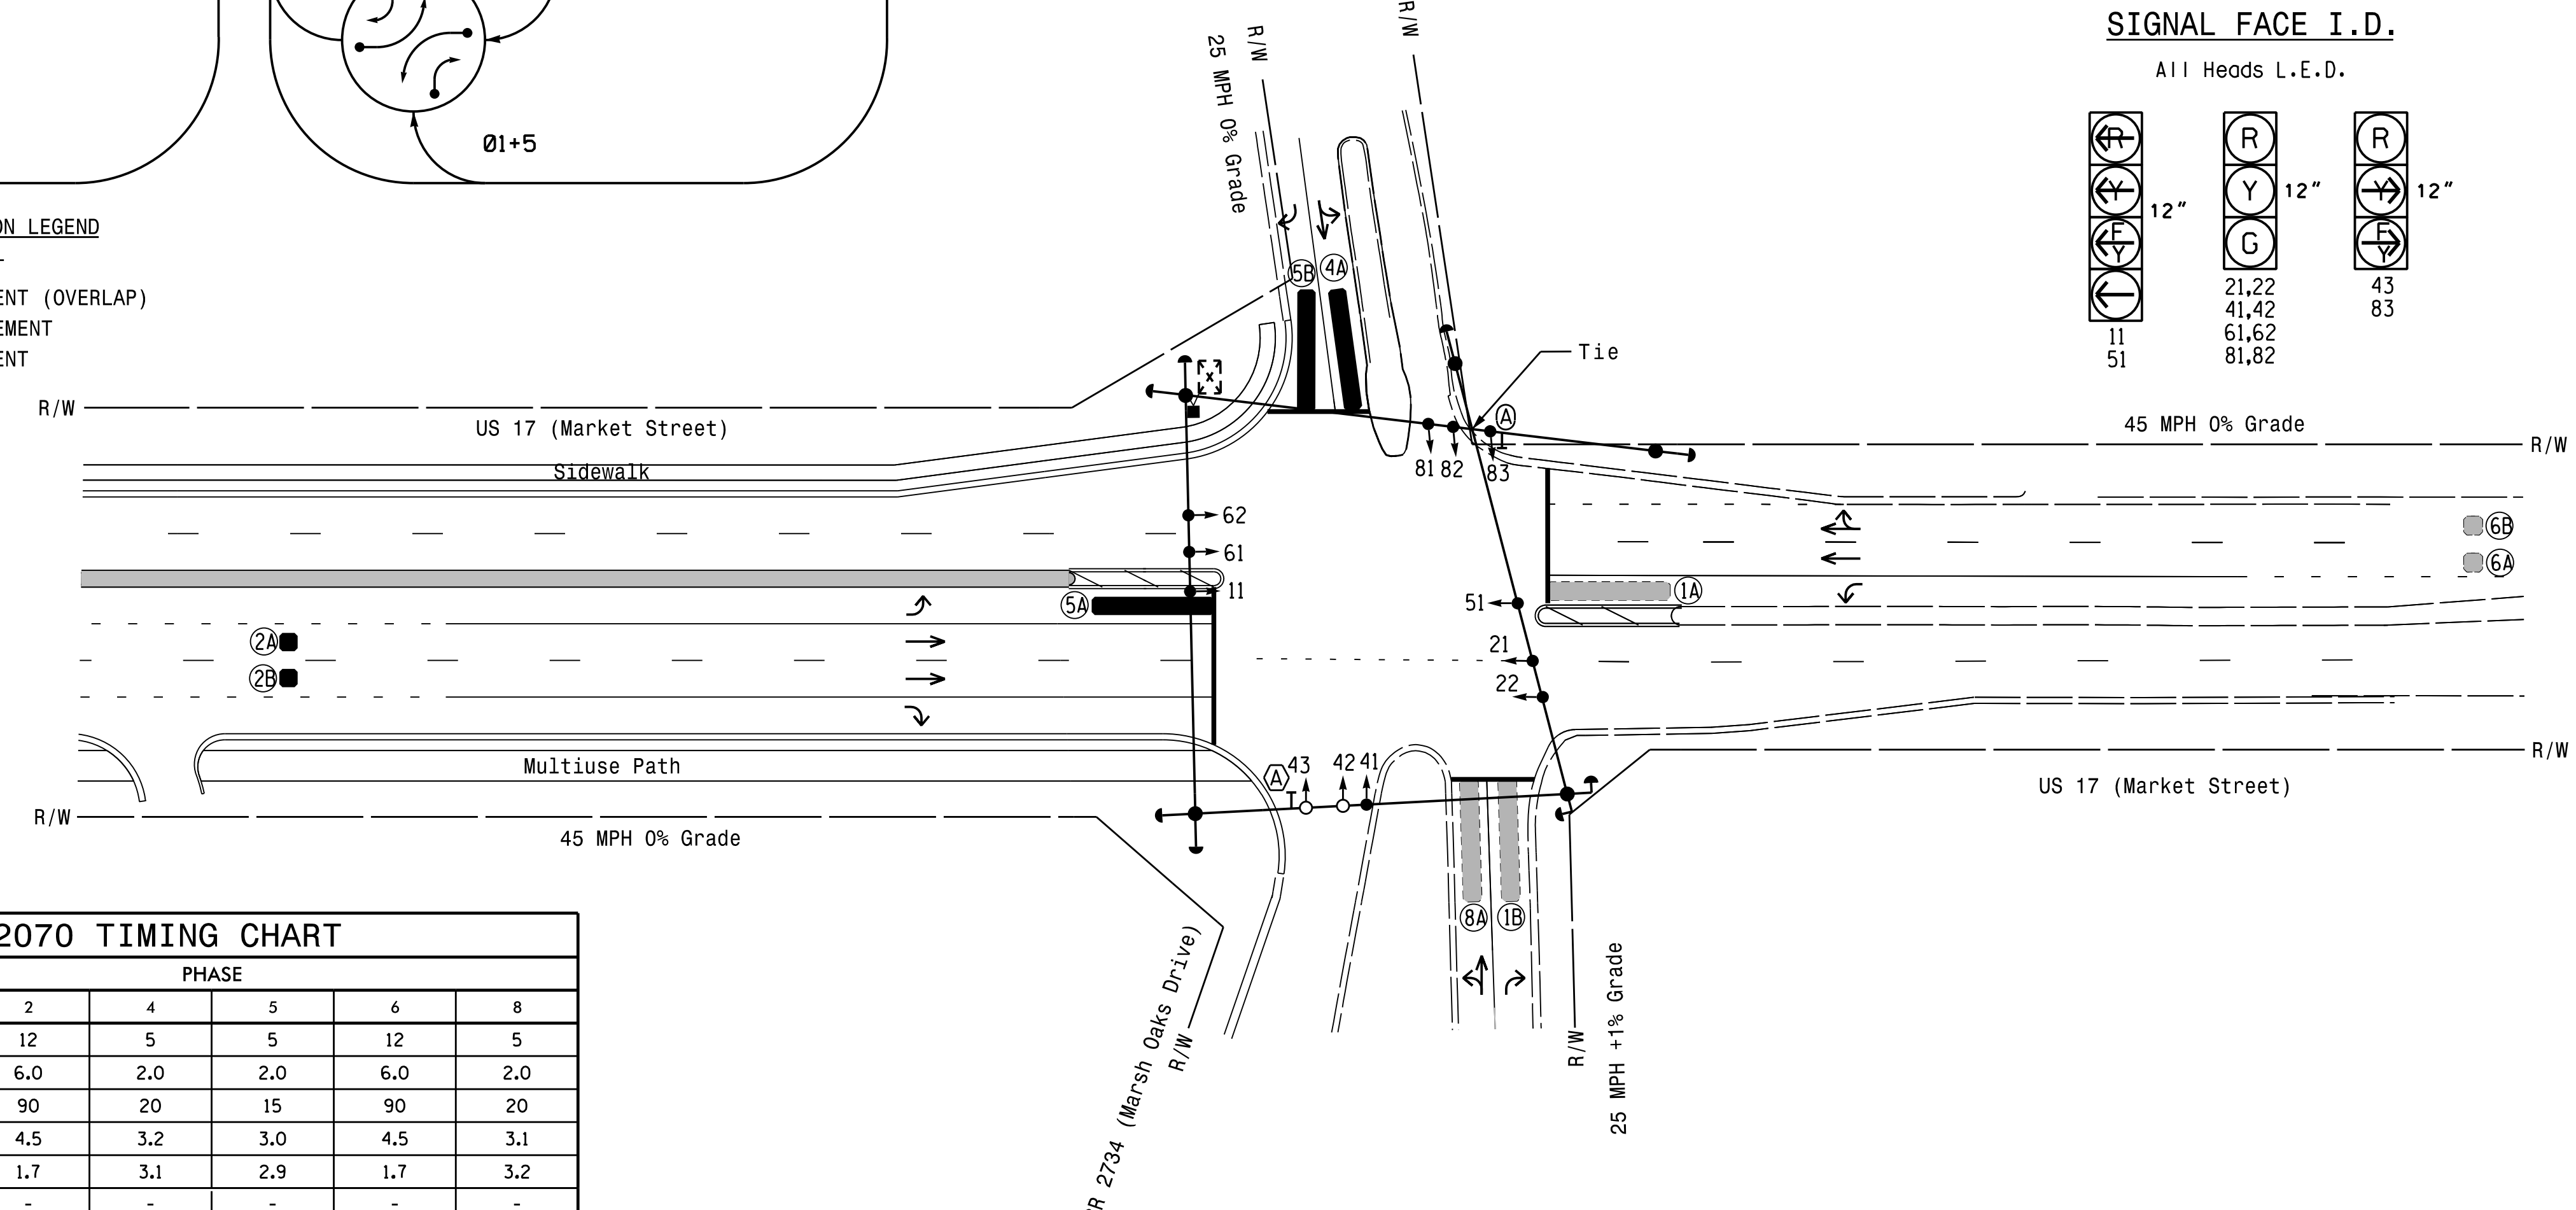 Ø1+5
ON LEGEND
ENT (OVERLAP)
EMENT
ENT
SIGNAL FACE I.D.
All Heads L.E.D.
R
Y
F
Y
12"
11
51
R
Y
G
12"
21,22
41,42
61,62
81,82
R
Y
F
Y
12"
43
83
R/W
R/W
25 MPH 0% Grade
5B
4A
Tie
A
81 82
83
R/W
US 17 (Market Street)
Sidewalk
45 MPH 0% Grade
R/W
62
61
11
5A
2A
2B
6B
6A
1A
51
21
22
Multiuse Path
R/W
45 MPH 0% Grade
A
43
42 41
R/W
US 17 (Market Street)
8A
1B
SR 2734 (Marsh Oaks Drive)
R/W
R/W
25 MPH +1% Grade
2070 TIMING CHART
PHASE
2 4 5 6 8
12 5 5 12 5
6.0 2.0 2.0 6.0 2.0
90 20 15 90 20
4.5 3.2 3.0 4.5 3.1
1.7 3.1 2.9 1.7 3.2
- - - - -